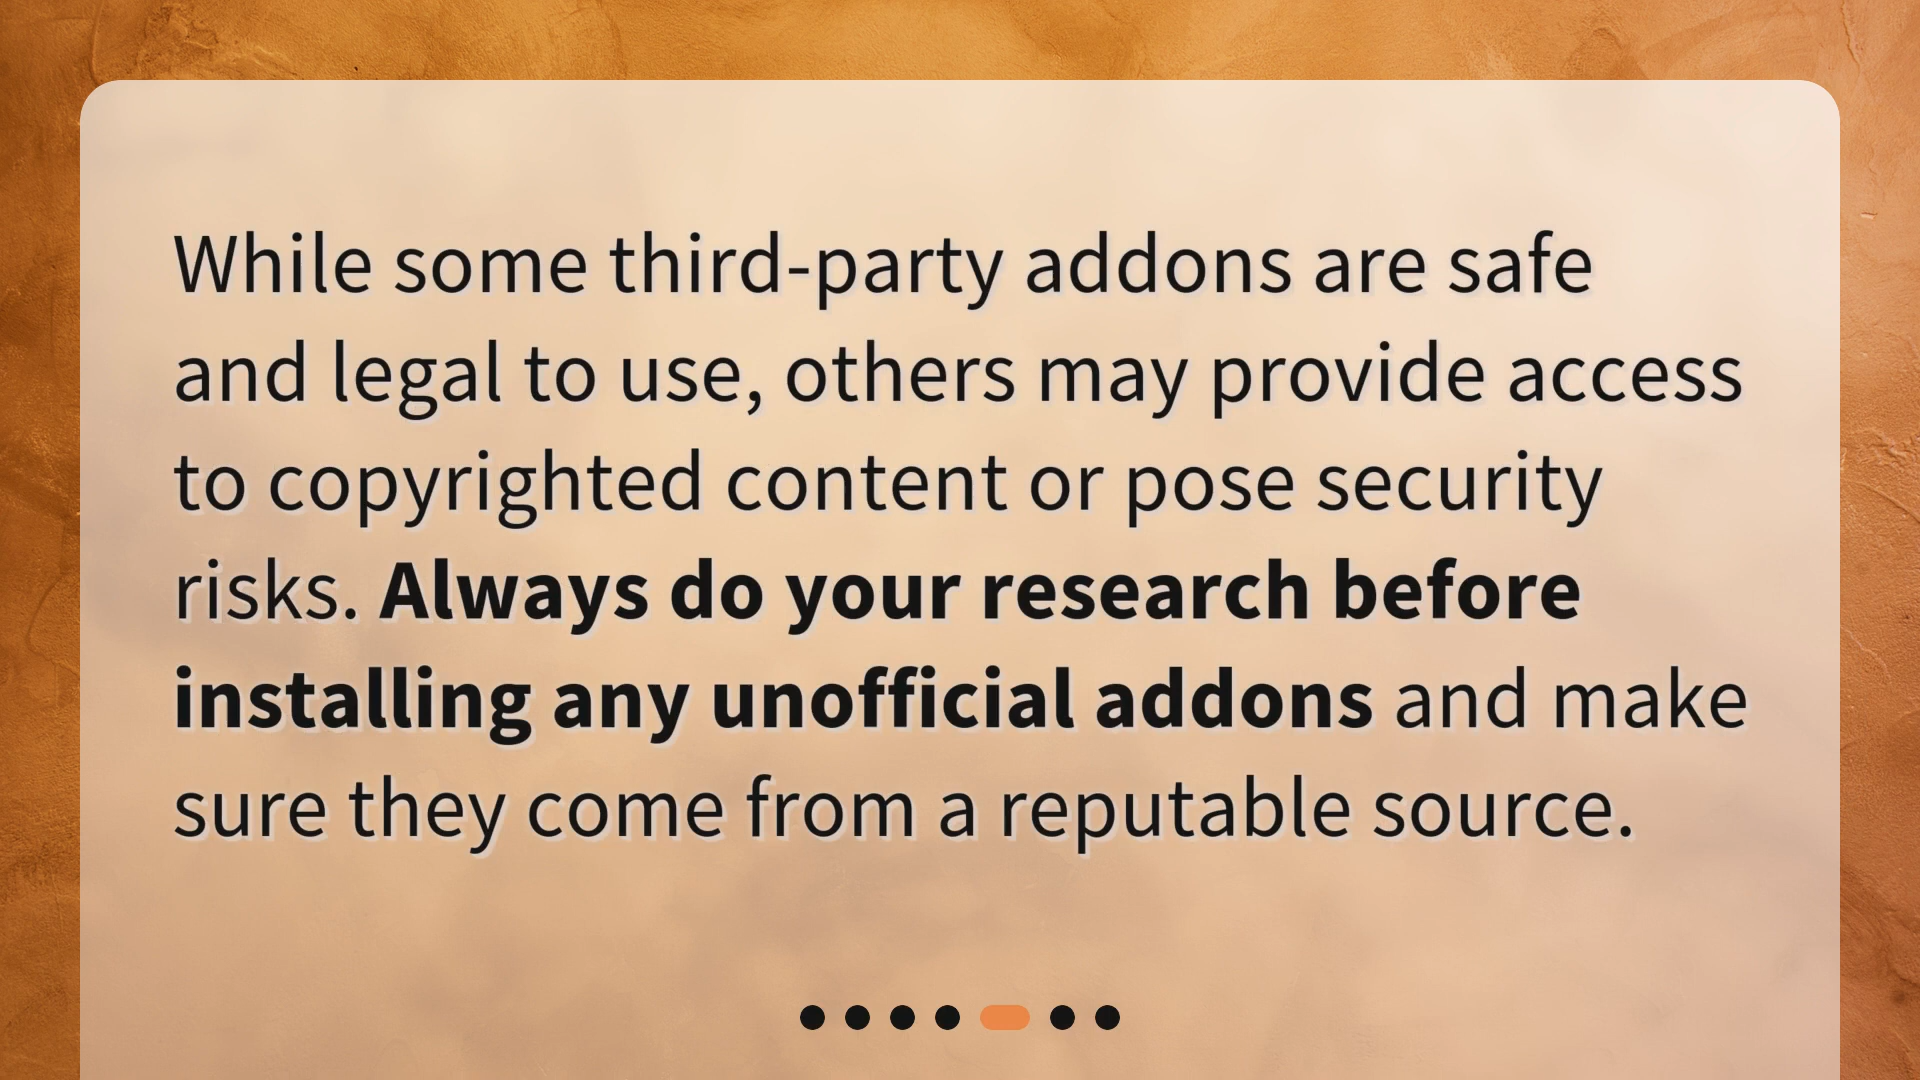 While some third-party addons are safe
and legal to use, others may provide access
to copyrighted content or pose security
risks. Always do your research before
installing any unofficial addons and make
sure they come from a reputable source.